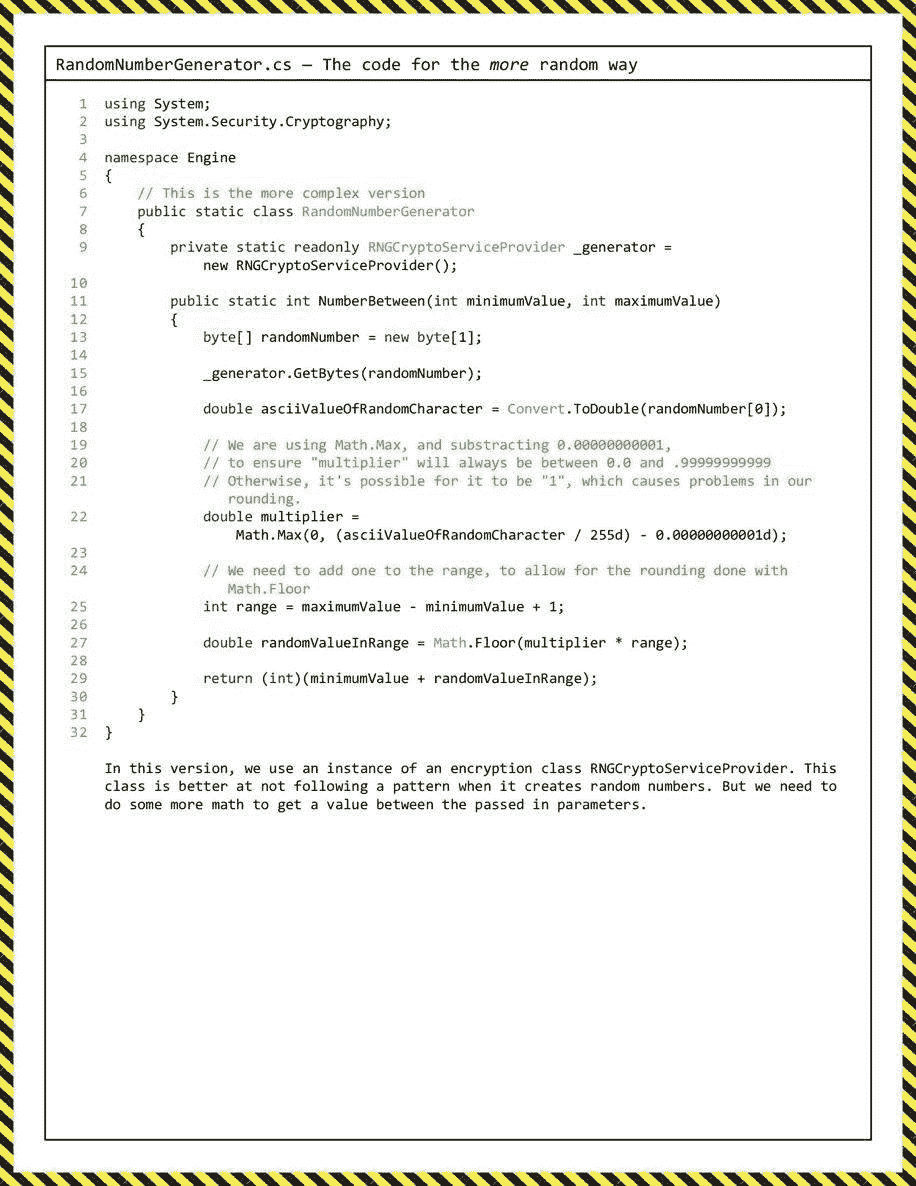 RandomNumberGenerator.cs — The code for the more random way
1 using System;
2 using System.Security.Cryptography;
3
4 namespace Engine
5 {
6     // This is the more complex version
7     public static class RandomNumberGenerator
8     {
9         private static readonly RNGCryptoServiceProvider _generator =
            new RNGCryptoServiceProvider();
10
11         public static int NumberBetween(int minimumValue, int maximumValue)
12         {
13             byte[] randomNumber = new byte[1];
14
15             _generator.GetBytes(randomNumber);
16
17             double asciiValueOfRandomCharacter = Convert.ToDouble(randomNumber[0]);
18
19             // We are using Math.Max, and substracting 0.00000000001,
20             // to ensure "multiplier" will always be between 0.0 and .99999999999
21             // Otherwise, it's possible for it to be "1", which causes problems in our
               rounding.
22             double multiplier =
                Math.Max(0, (asciiValueOfRandomCharacter / 255d) - 0.00000000001d);
23
24             // We need to add one to the range, to allow for the rounding done with
               Math.Floor
25             int range = maximumValue - minimumValue + 1;
26
27             double randomValueInRange = Math.Floor(multiplier * range);
28
29             return (int)(minimumValue + randomValueInRange);
30         }
31     }
32 }
In this version, we use an instance of an encryption class RNGCryptoServiceProvider. This
class is better at not following a pattern when it creates random numbers. But we need to
do some more math to get a value between the passed in parameters.